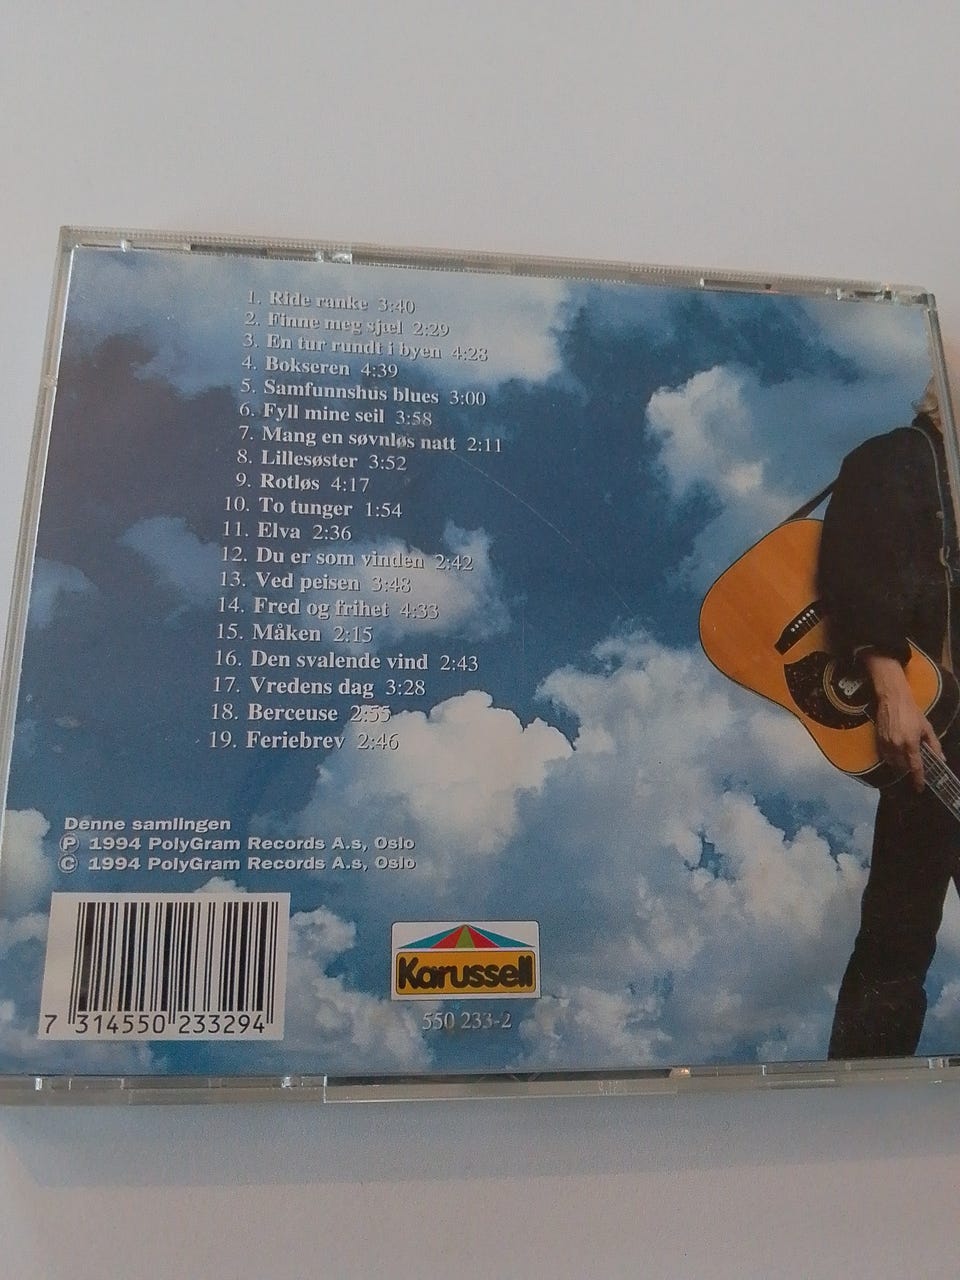 1. Ride ranke 3:40
2. Finne meg sjæl 2:29
3. En tur rundt i byen 4:28
4. Bokseren 4:39
5. Samfunnshus blues 3:00
6. Fyll mine seil 3:58
7. Mang en søvnløs natt 2:11
8. Lillesøster 3:52
9. Rotløs 4:17
10. To tunger 1:54
11. Elva 2:36
12. Du er som vinden 2:42
13. Ved peisen 3:48
14. Fred og frihet 4:33
15. Måken 2:15
16. Den svalende vind 2:43
17. Vredens dag 3:28
18. Berceuse 2:55
19. Feriebrev 2:46
Denne samlingen
Ⓟ 1994 PolyGram Records A.s, Oslo
© 1994 PolyGram Records A.s, Oslo
Karussell
550 233-2
7 314550 233294